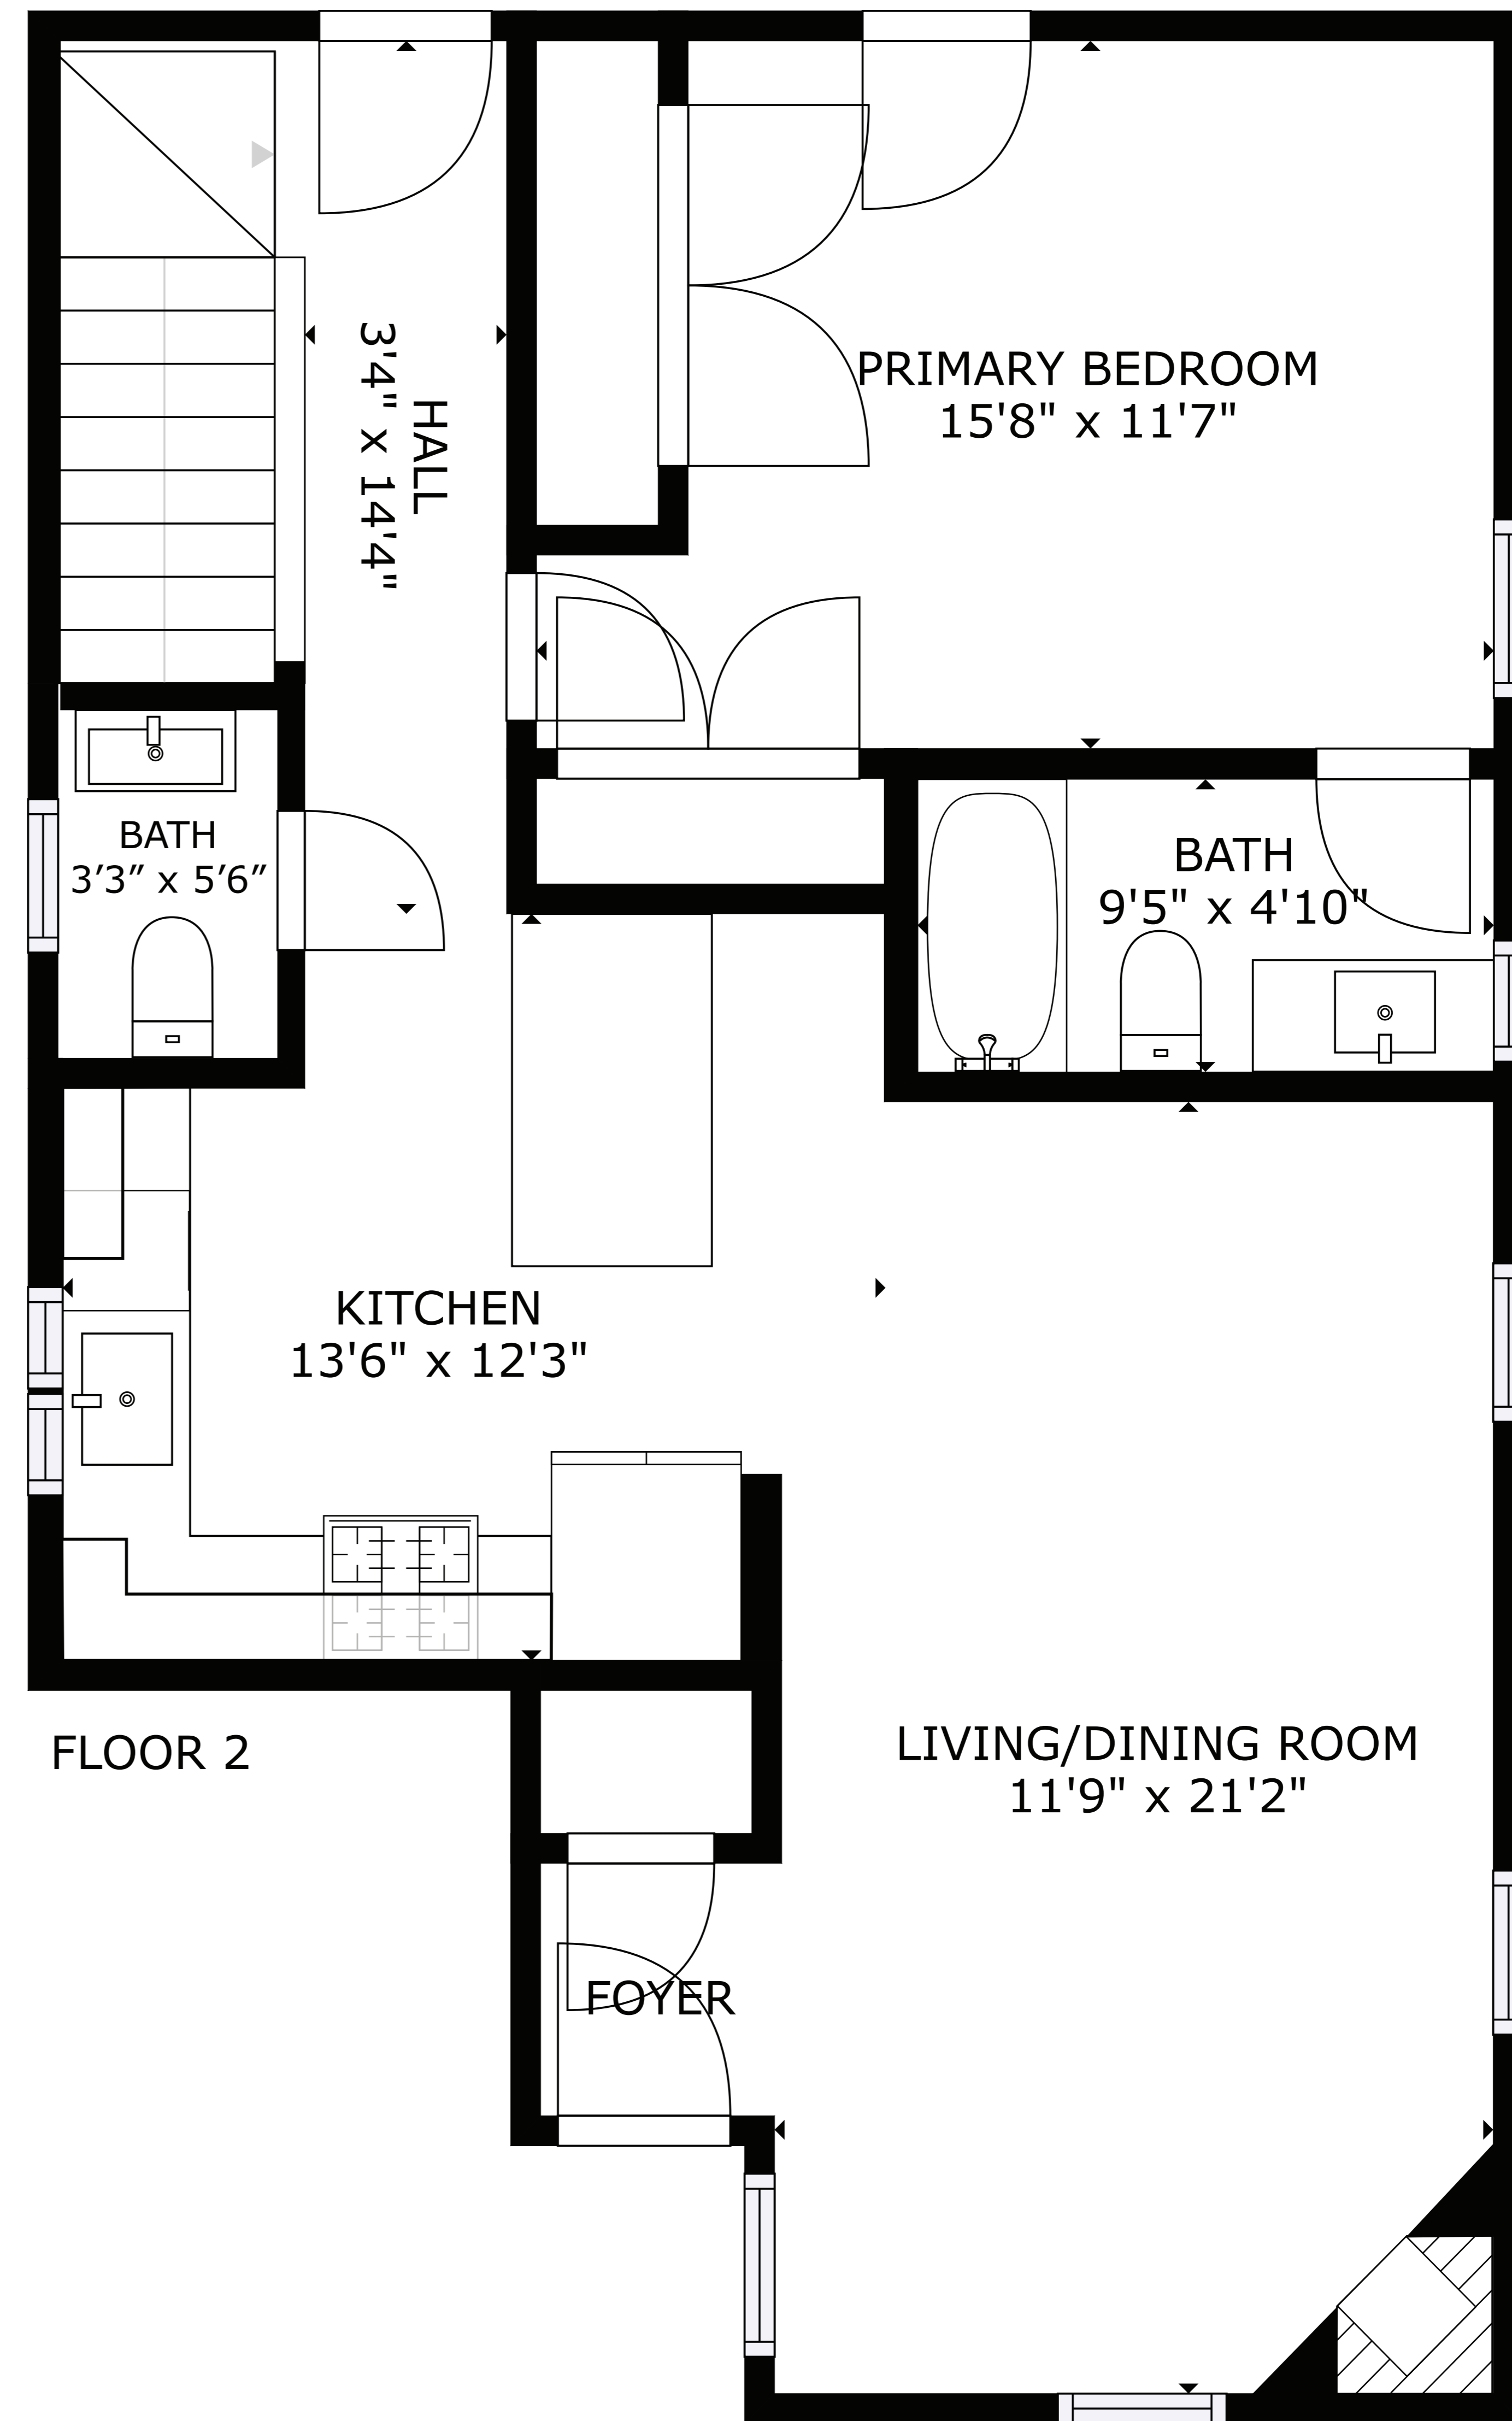 PRIMARY BEDROOM
15'8" x 11'7"
HALL
3'4" x 14'4"
BATH
3′3″ x 5′6″
BATH
9'5" x 4'10"
KITCHEN
13'6" x 12'3"
FLOOR 2
LIVING/DINING ROOM
11'9" x 21'2"
FOYER